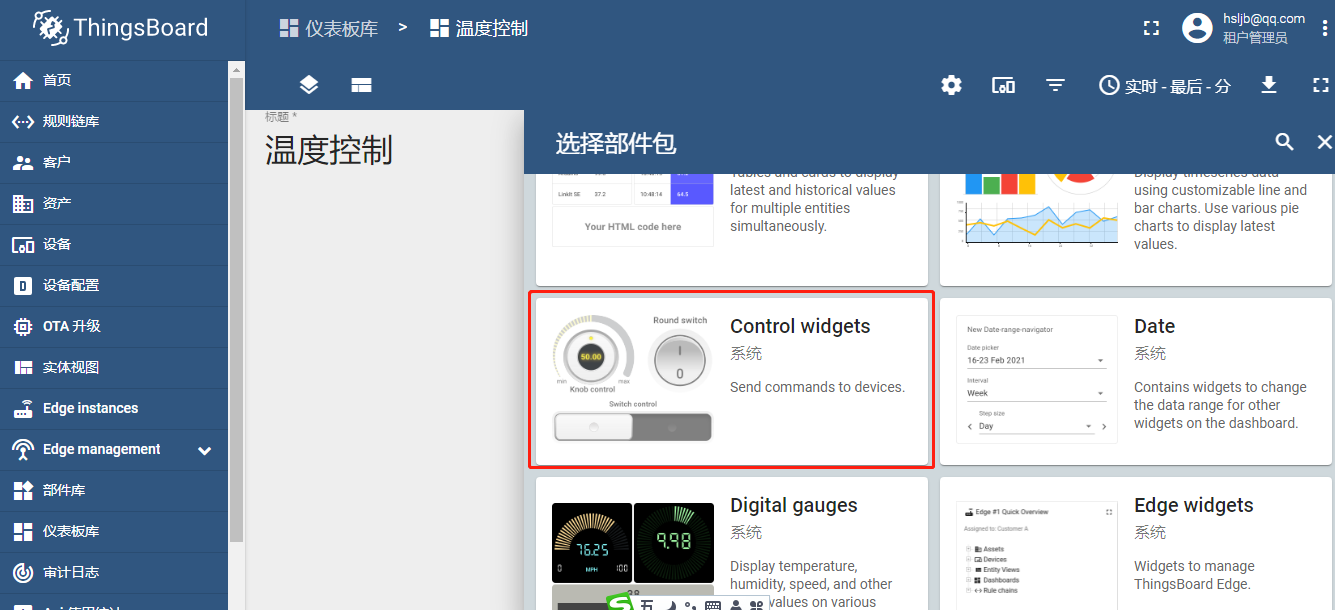 ThingsBoard
仪表板库 > 温度控制
hsljb@qq.com
租户管理员
实时 - 最后 - 分
首页
规则链库
客户
资产
设备
设备配置
OTA 升级
实体视图
Edge instances
Edge management
部件库
仪表板库
审计日志
标题 *
温度控制
选择部件包
LinkIt SE 37.2 10:48:14 64.5
Your HTML code here
Tables and cards to display
latest and historical values
for multiple entities
simultaneously.
Display timeseries data
using customizable line and
bar charts. Use various pie
charts to display latest
values.
50.00
min
max
Knob control
Round switch
Switch control
Control widgets
系统
Send commands to devices.
New Date-range-navigator
Date picker
16-23 Feb 2021
Interval
Week
Step size
Day
Date
系统
Contains widgets to change
the data range for other
widgets on the dashboard.
76.25
0 MPH 100
9.98
Digital gauges
系统
Display temperature,
humidity, speed, and other
values on various
五
Edge #1 Quick Overview
Assigned to: Customer A
Assets
Devices
Entity Views
Dashboards
Rule chains
Edge widgets
系统
Widgets to manage
ThingsBoard Edge.